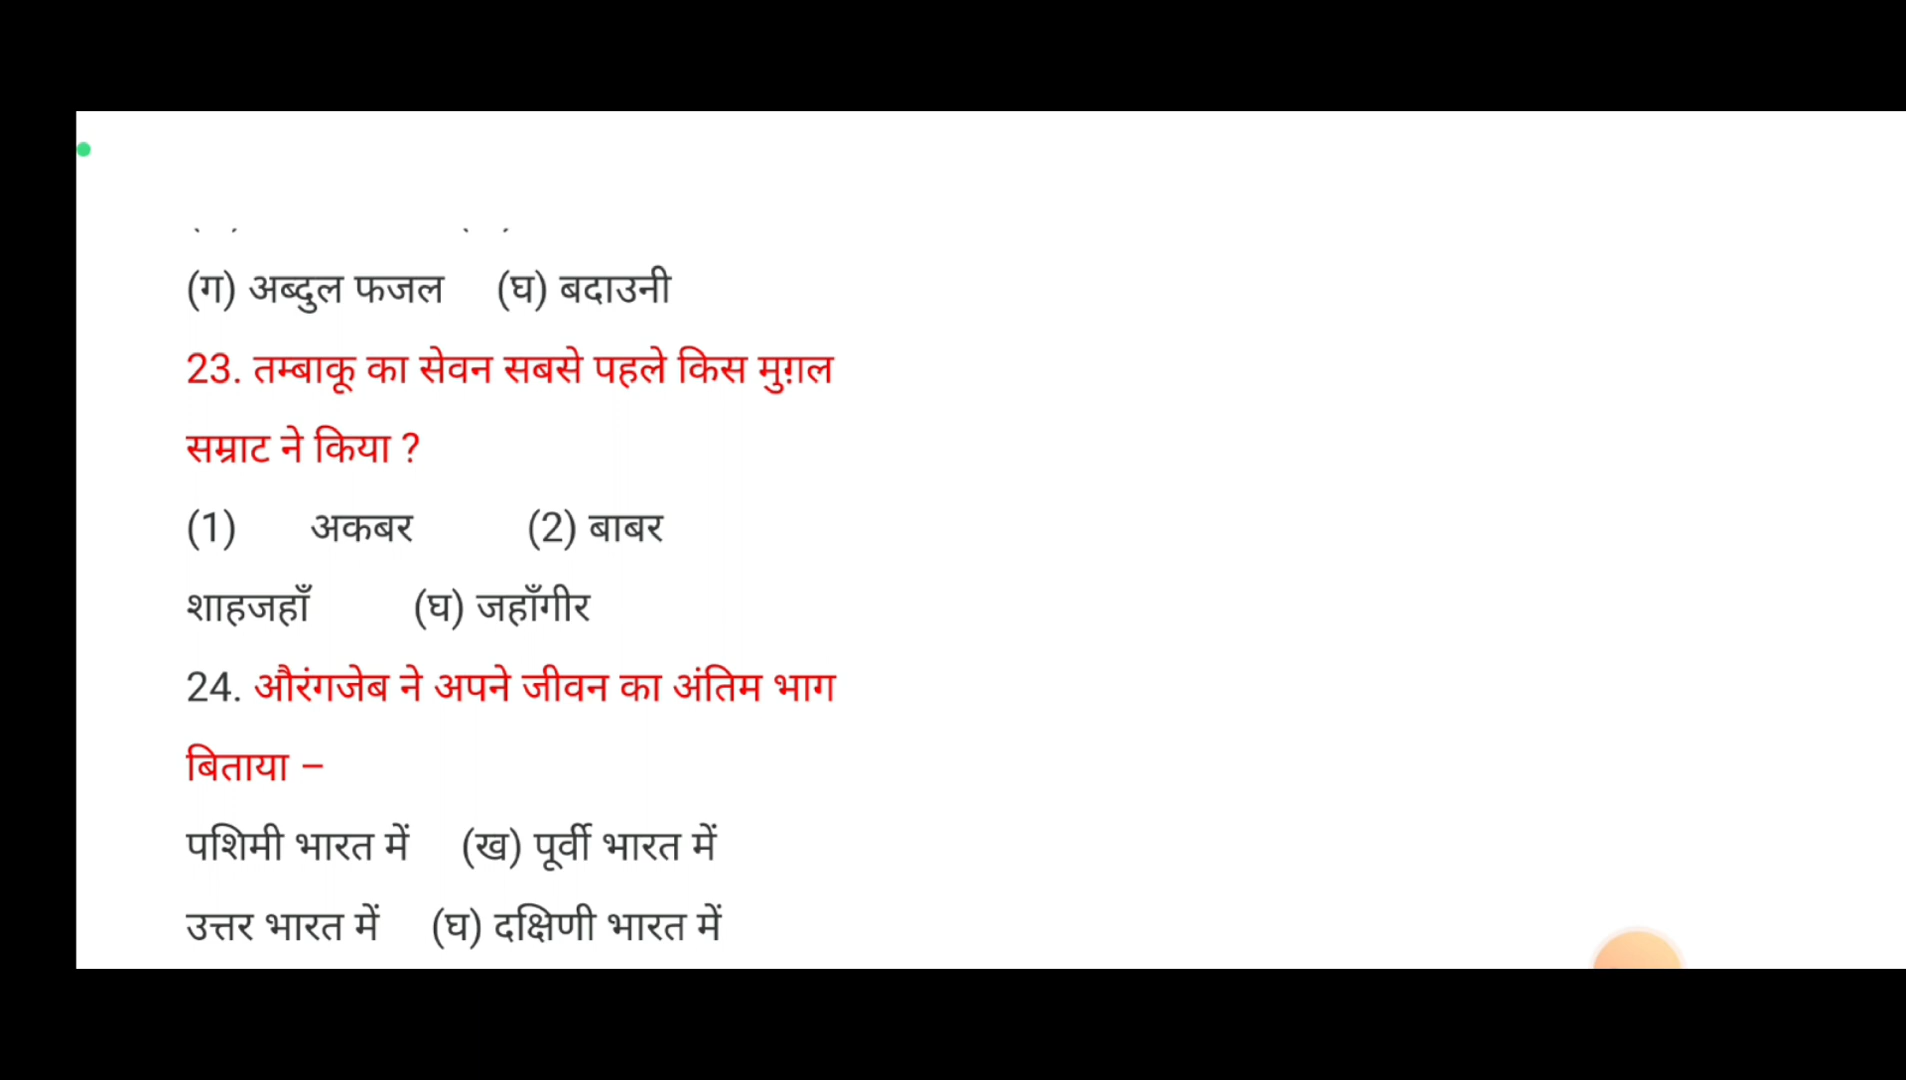 (ग) अब्दुल फजल (घ) बदाउनी
23. तम्बाकू का सेवन सबसे पहले किस मुग़ल
सम्राट ने किया ?
(1) अकबर (2) बाबर
शाहजहाँ (घ) जहाँगीर
24. औरंगजेब ने अपने जीवन का अंतिम भाग
बिताया –
पशिमी भारत में (ख) पूर्वी भारत में
उत्तर भारत में (घ) दक्षिणी भारत में